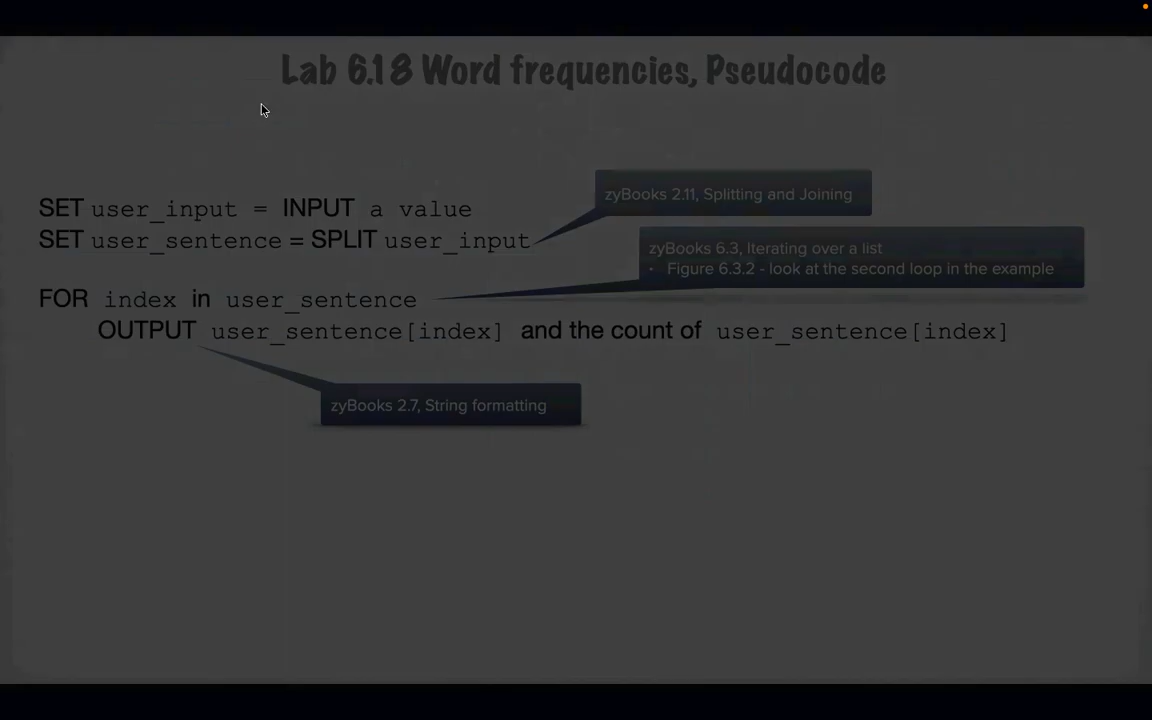 Lab 6.18 Word frequencies, Pseudocode
zyBooks 2.11, Splitting and Joining
SET user_input = INPUT a value
SET user_sentence = SPLIT user_input
zyBooks 6.3, Iterating over a list
• Figure 6.3.2 - look at the second loop in the example
FOR index in user_sentence
OUTPUT user_sentence[index] and the count of user_sentence[index]
zyBooks 2.7, String formatting